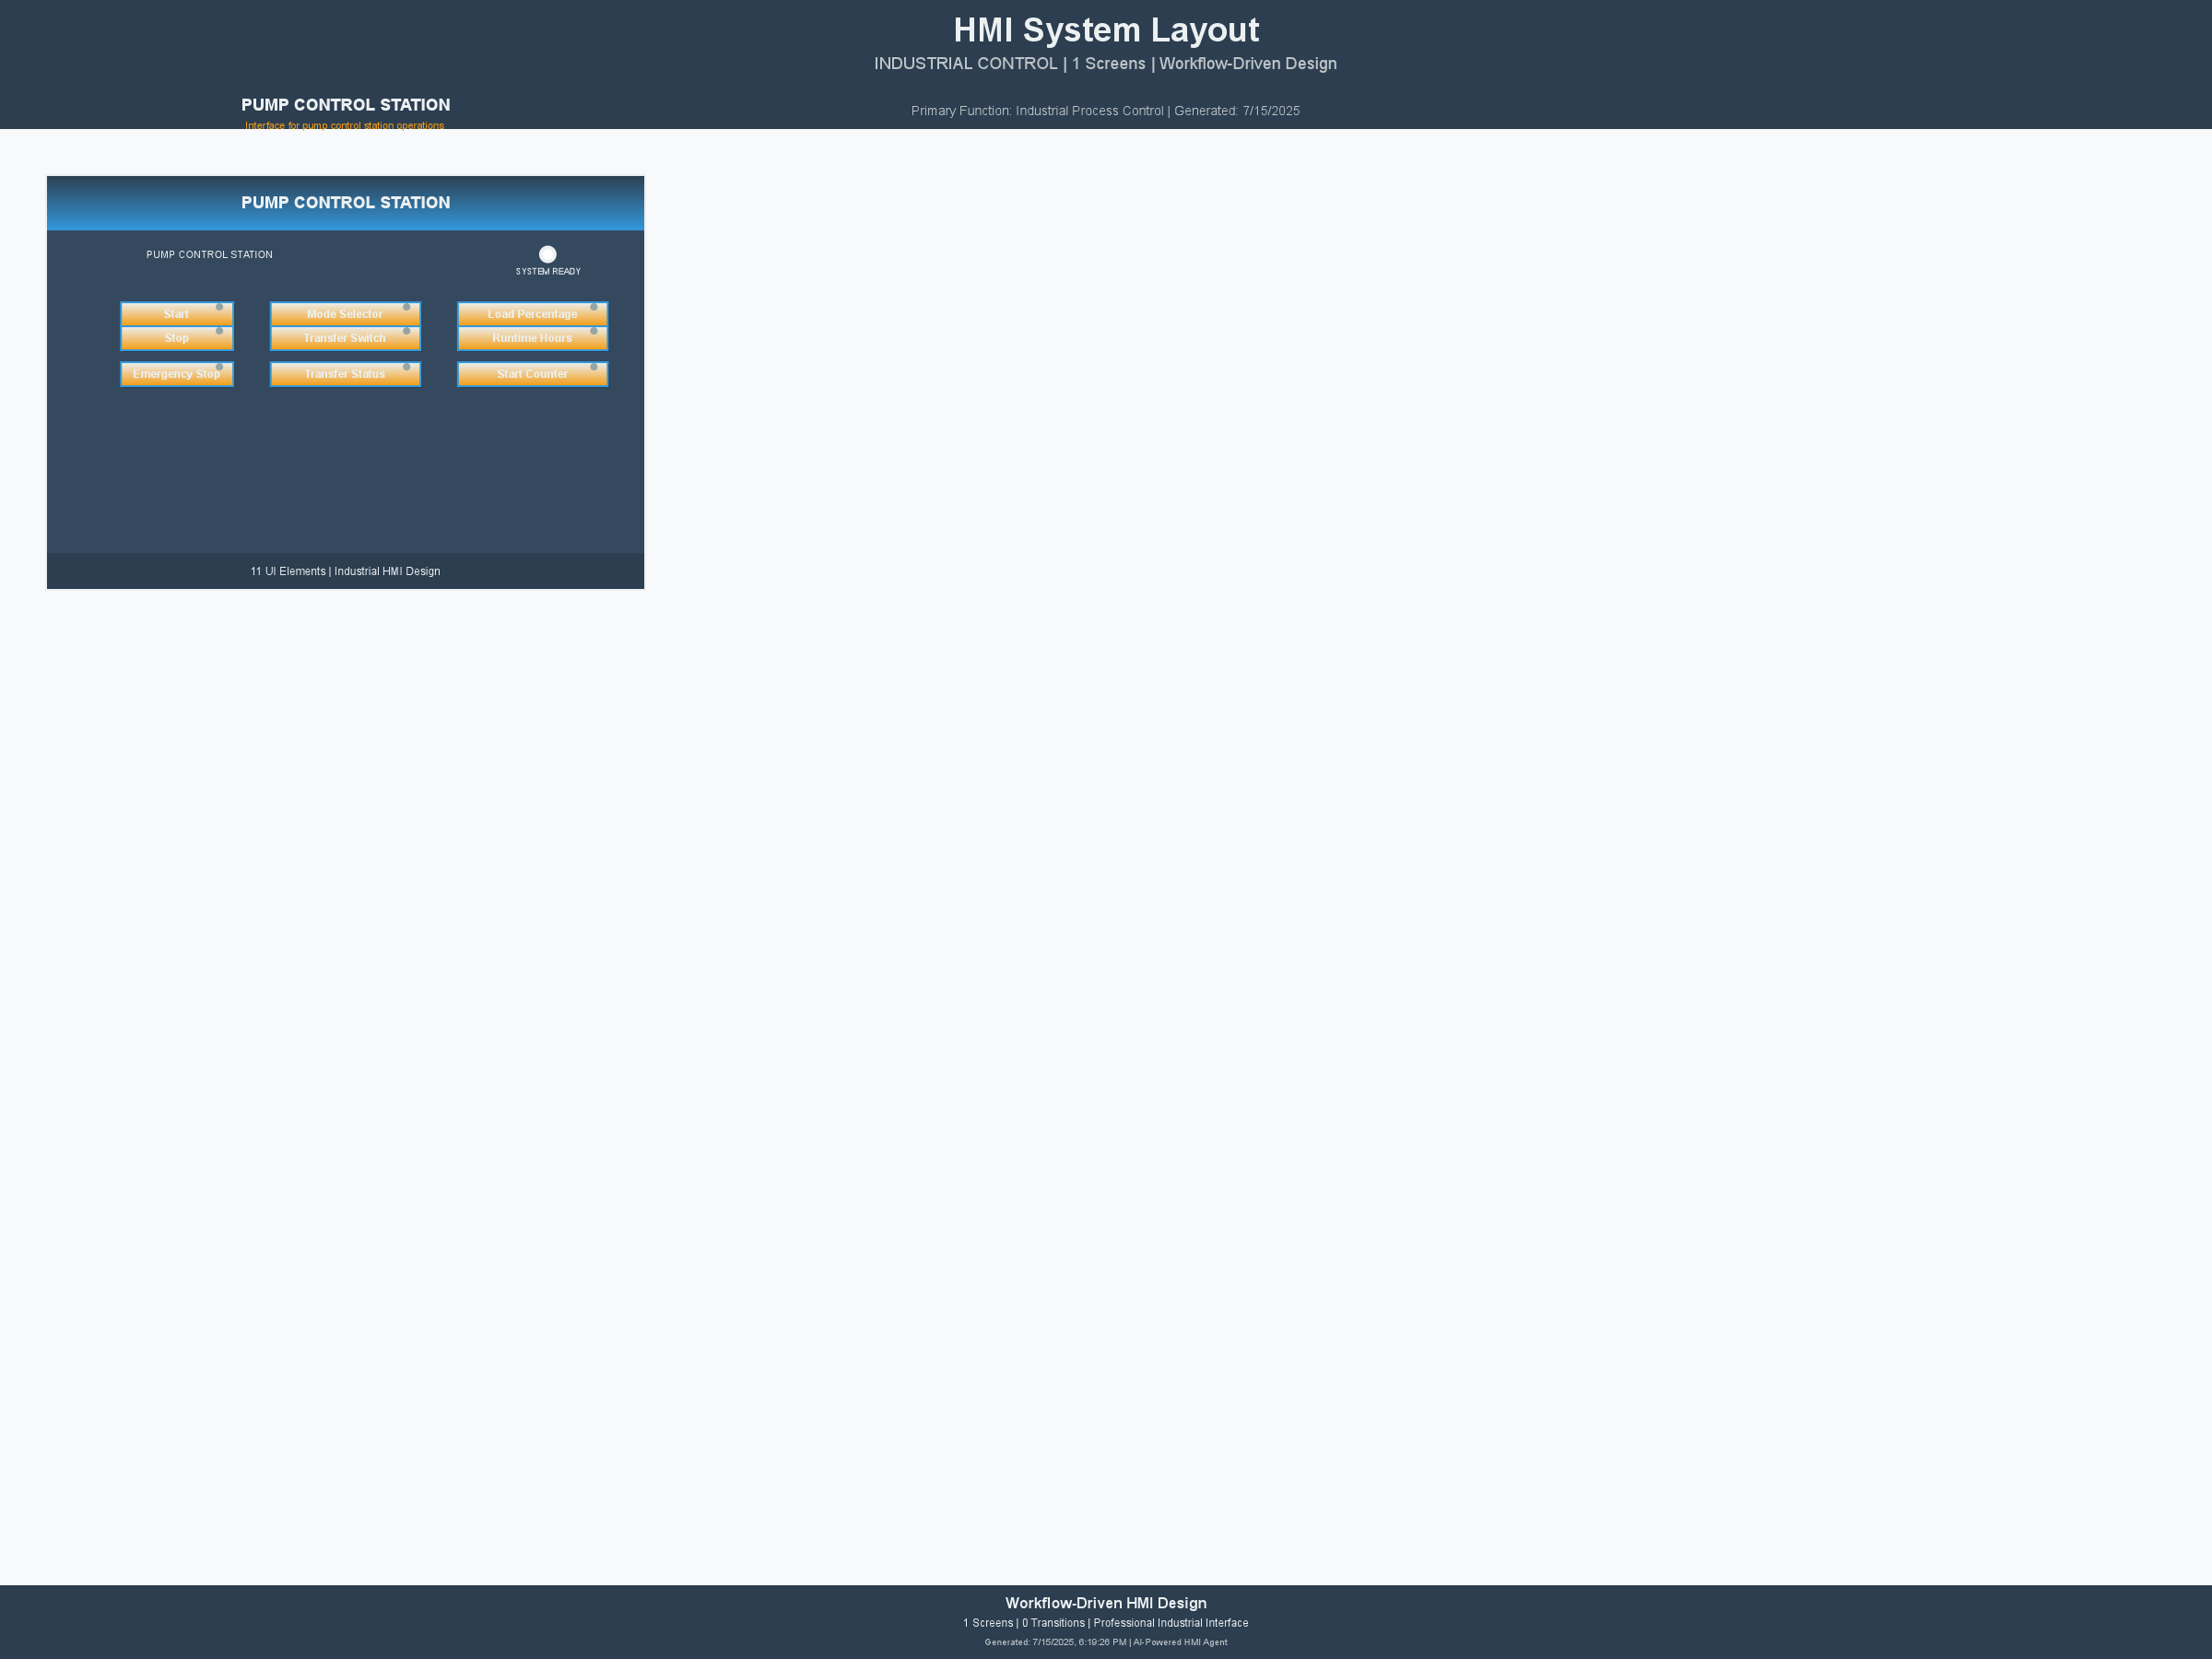 HMI System Layout
INDUSTRIAL CONTROL | 1 Screens | Workflow-Driven Design
PUMP CONTROL STATION
Primary Function: Industrial Process Control | Generated: 7/15/2025
Interface for pump control station operations
PUMP CONTROL STATION
PUMP CONTROL STATION
SYSTEM READY
Start
Mode Selector
Load Percentage
Stop
Transfer Switch
Runtime Hours
Emergency Stop
Transfer Status
Start Counter
11 UI Elements | Industrial HMI Design
Workflow-Driven HMI Design
1 Screens | 0 Transitions | Professional Industrial Interface
Generated: 7/15/2025, 6:19:26 PM | AI-Powered HMI Agent